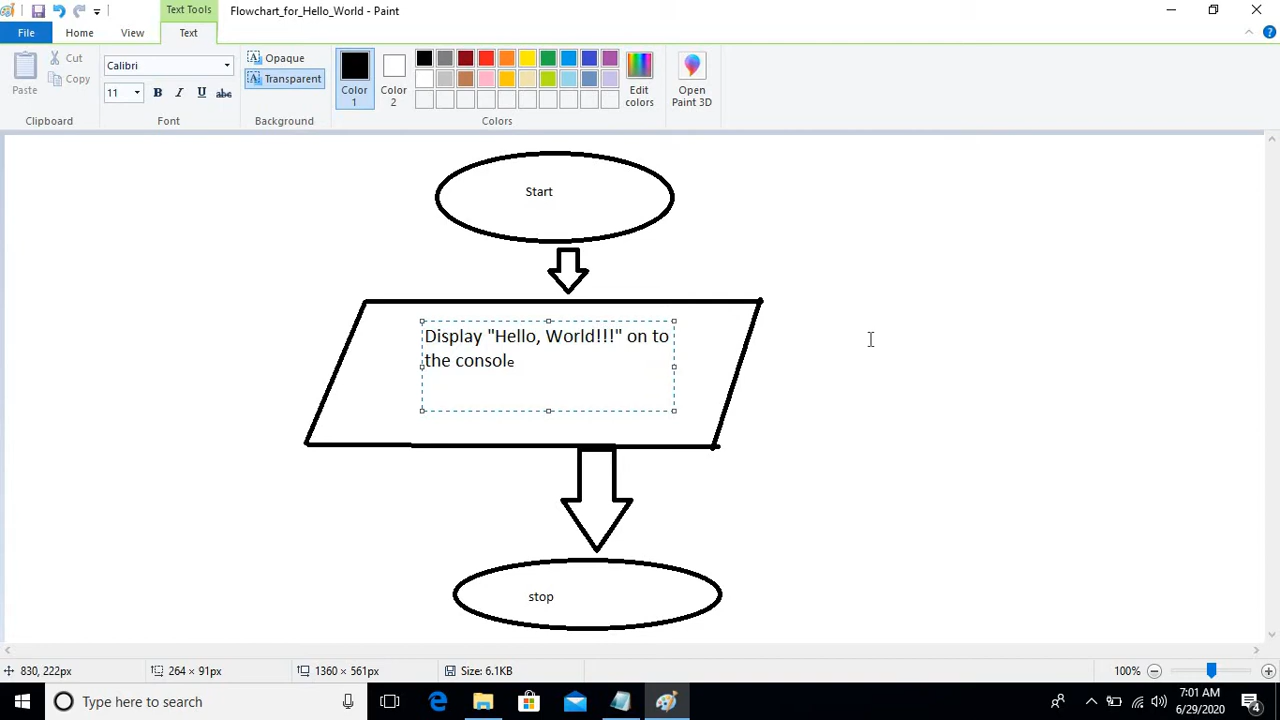 Text Tools
Flowchart_for_Hello_World - Paint
File
Home
View
Text
Paste
Cut
Copy
Clipboard
Calibri
11
B I U abc
Font
Opaque
Transparent
Background
Color 1
Color 2
Edit colors
Colors
Open Paint 3D
Start
Display "Hello, World!!!" on to
the console
stop
830, 222px
264 × 91px
1360 × 561px
Size: 6.1KB
100%
Type here to search
7:01 AM
6/29/2020
4